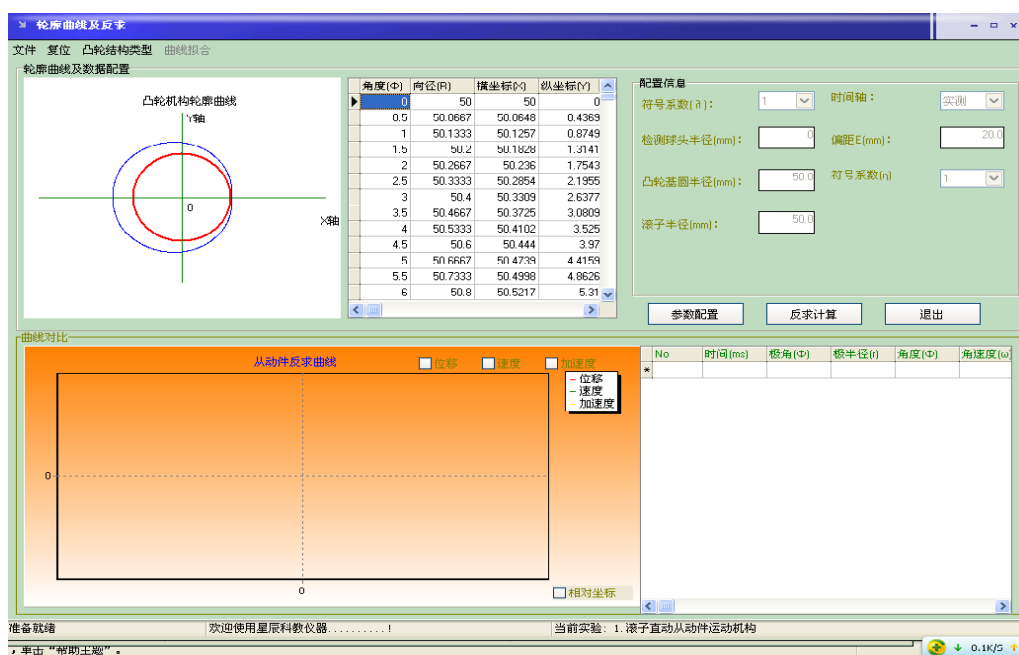 轮廓曲线及反求
文件 复位 凸轮结构类型 曲线拟合
轮廓曲线及数据配置
凸轮机构轮廓曲线
Y轴
0
X轴
角度(Φ) 向径(R) 横坐标(X) 纵坐标(Y)
0 50 50 0
0.5 50.0667 50.0648 0.4369
1 50.1333 50.1257 0.8749
1.5 50.2 50.1828 1.3141
2 50.2667 50.236 1.7543
2.5 50.3333 50.2854 2.1955
3 50.4 50.3309 2.6377
3.5 50.4667 50.3725 3.0809
4 50.5333 50.4102 3.525
4.5 50.6 50.444 3.97
5 50.6667 50.4739 4.4159
5.5 50.7333 50.4998 4.8626
6 50.8 50.5217 5.31
配置信息
符号系数(δ): 1 时间轴: 实测
检测球头半径(mm): 0 偏距E(mm): 20.0
凸轮基圆半径(mm): 50.0 符号系数(η) 1
滚子半径(mm): 50.0
参数配置 反求计算 退出
曲线对比
从动件反求曲线 位移 速度 加速度
位移
速度
加速度
0
0
相对坐标
No 时间(ms) 极角(Φ) 极半径(r) 角度(Φ) 角速度(ω)
*
准备就绪 欢迎使用星辰科教仪器..........! 当前实验: 1.滚子直动从动件运动机构
，单击“帮助主题”。
0.1K/S